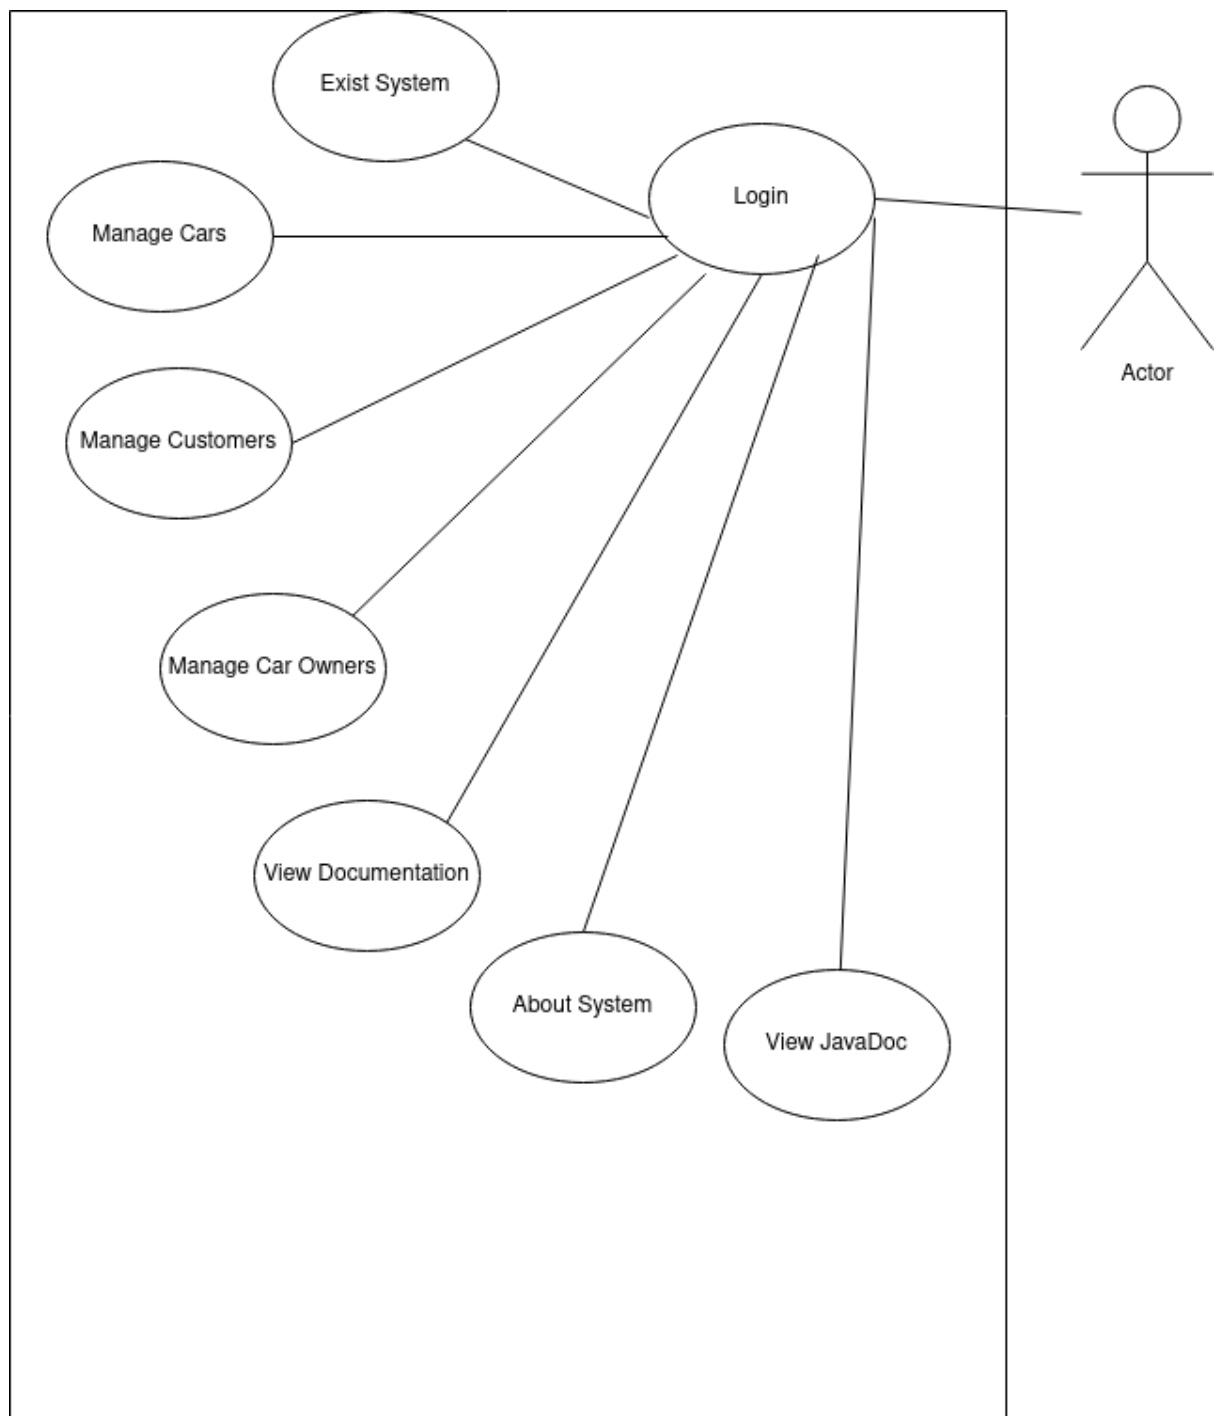 Exist System
Login
Manage Cars
Actor
Manage Customers
Manage Car Owners
View Documentation
About System
View JavaDoc